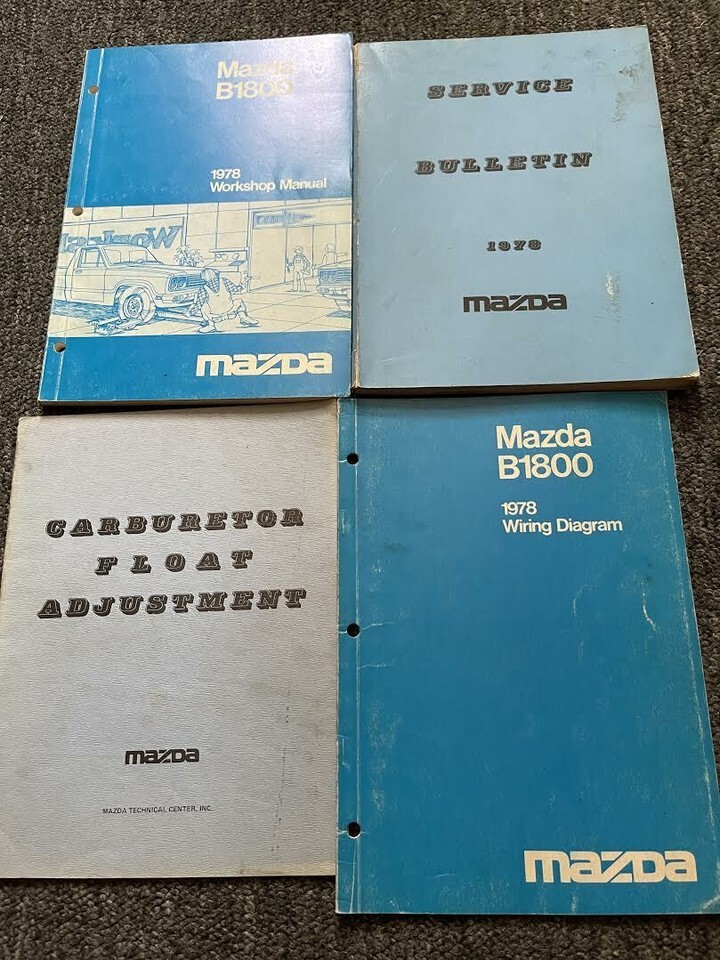 Mazda
B1800
1978
Workshop Manual
mazda
SERVICE
BULLETIN
1978
mazda
CARBURETOR
FLOAT
ADJUSTMENT
mazda
MAZDA TECHNICAL CENTER, INC.
Mazda
B1800
1978
Wiring Diagram
mazda